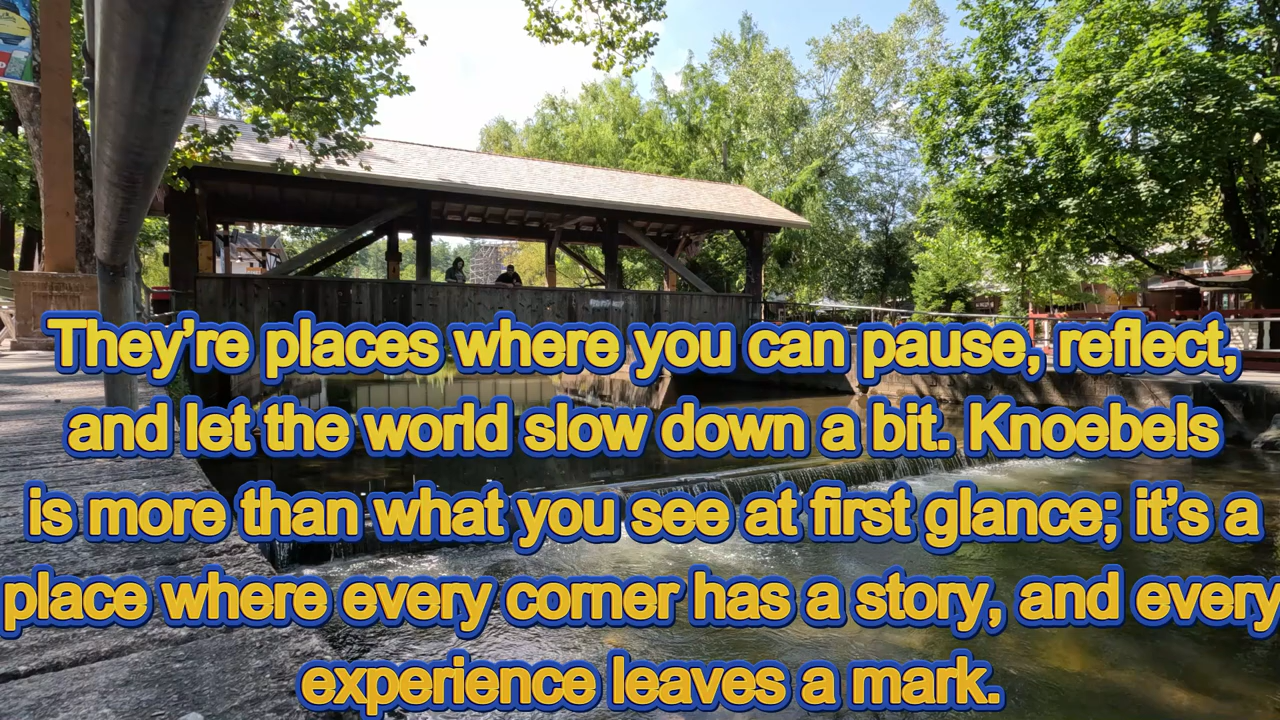 They’re places where you can pause, reflect,
and let the world slow down a bit. Knoebels
is more than what you see at first glance; it’s a
place where every corner has a story, and every
experience leaves a mark.